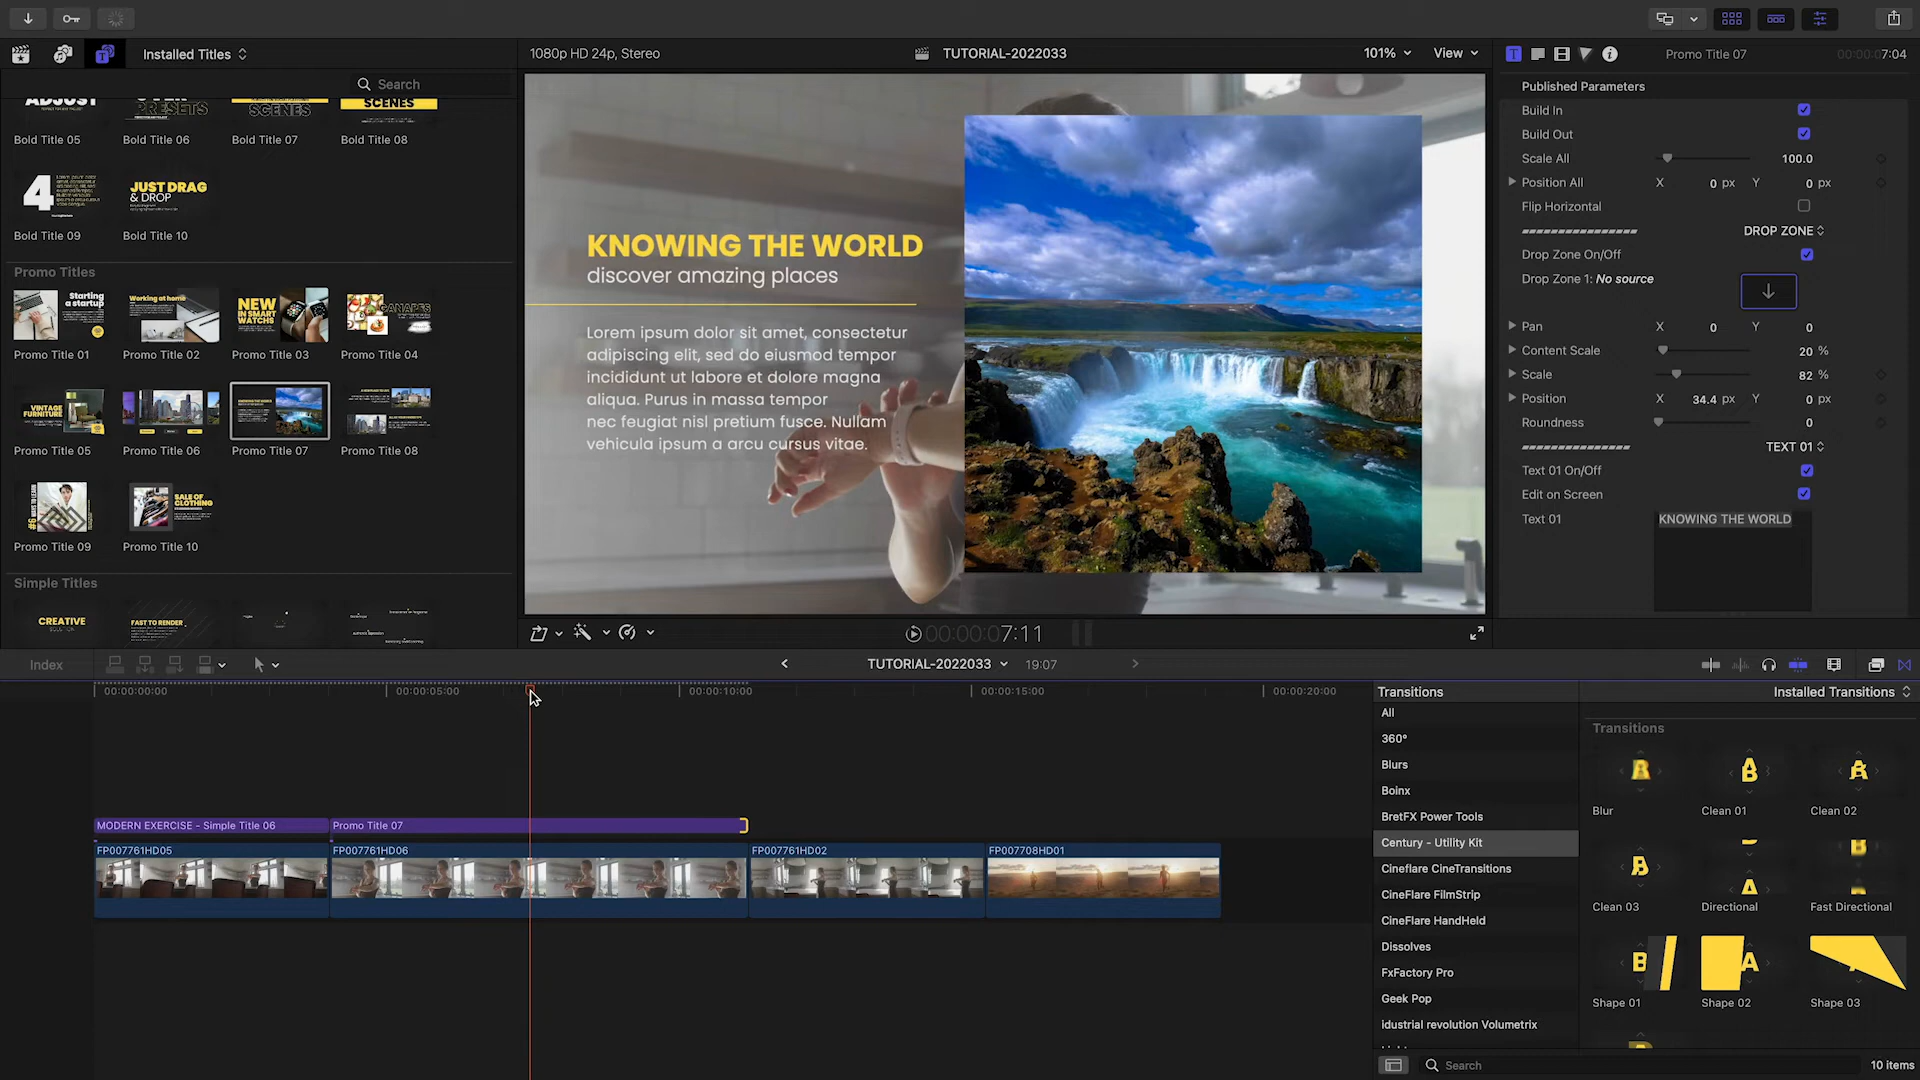 Installed Titles
1080p HD 24p, Stereo
TUTORIAL-2022033
101%
View
Promo Title 07
00:00:07:04
Search
Published Parameters
Build In
Build Out
Scale All
100.0
Position All
X
0 px
Y
0 px
Flip Horizontal
DROP ZONE
Drop Zone On/Off
Drop Zone 1: No source
Pan
X
0
Y
0
Content Scale
20 %
Scale
82 %
Position
X
34.4 px
Y
0 px
Roundness
0
TEXT 01
Text 01 On/Off
Edit on Screen
Text 01
KNOWING THE WORLD
ADJUST
PRESETS
SCENES
SCENES
Bold Title 05
Bold Title 06
Bold Title 07
Bold Title 08
4
JUST DRAG
& DROP
Bold Title 09
Bold Title 10
Promo Titles
Starting
a startup
Working at home
NEW
IN SMART
WATCHS
CANAPES
Promo Title 01
Promo Title 02
Promo Title 03
Promo Title 04
VINTAGE
FURNITURE
Promo Title 05
Promo Title 06
Promo Title 07
Promo Title 08
SALE OF
CLOTHING
Promo Title 09
Promo Title 10
Simple Titles
CREATIVE
SOLUTION
FAST TO RENDER
KNOWING THE WORLD
discover amazing places
Lorem ipsum dolor sit amet, consectetur
adipiscing elit, sed do eiusmod tempor
incididunt ut labore et dolore magna
aliqua. Purus in massa tempor
nec feugiat nisl pretium fusce. Nullam
vehicula ipsum a arcu cursus vitae.
00:00:07:11
Index
TUTORIAL-2022033
19:07
00:00:00:00
00:00:05:00
00:00:10:00
00:00:15:00
00:00:20:00
MODERN EXERCISE - Simple Title 06
Promo Title 07
FP007761HD05
FP007761HD06
FP007761HD02
FP007708HD01
Transitions
Installed Transitions
All
360°
Blurs
Boinx
BretFX Power Tools
Century - Utility Kit
Cineflare CineTransitions
CineFlare FilmStrip
CineFlare HandHeld
Dissolves
FxFactory Pro
Geek Pop
idustrial revolution Volumetrix
Transitions
Blur
Clean 01
Clean 02
Clean 03
Directional
Fast Directional
Shape 01
Shape 02
Shape 03
Search
10 items